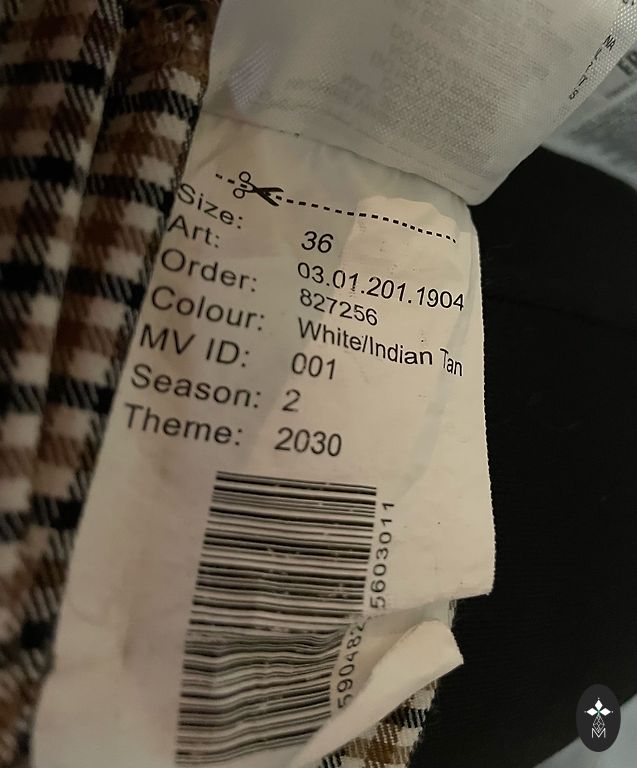 Size: 36
Art: 03.01.201.1904
Order: 827256
Colour: White/Indian Tan
MV ID: 001
Season: 2
Theme: 2030
5603011